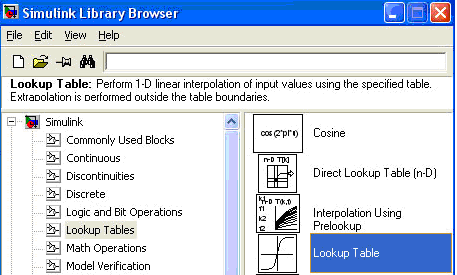 Simulink Library Browser
File Edit View Help
Lookup Table: Perform 1-D linear interpolation of input values using the specified table.
Extrapolation is performed outside the table boundaries.
Simulink
Commonly Used Blocks
Continuous
Discontinuities
Discrete
Logic and Bit Operations
Lookup Tables
Math Operations
Model Verification
cos(2*pi*t)
Cosine
n-D T[k]
Direct Lookup Table (n-D)
n-D T(k,f)
k1
f1
k2
f2
Interpolation Using
Prelookup
Lookup Table